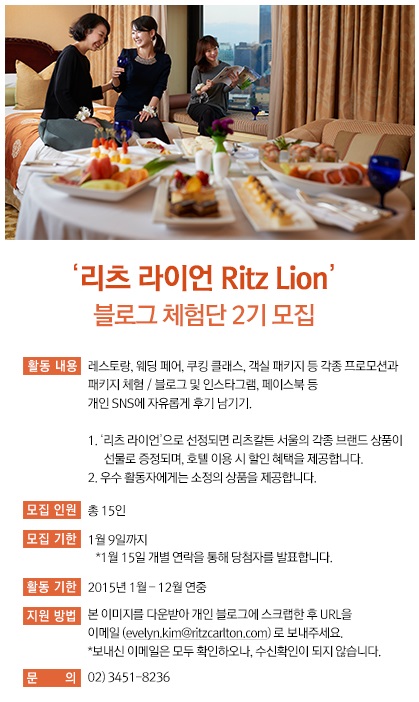 ‘리츠 라이언 Ritz Lion’
블로그 체험단 2기 모집
활동 내용 레스토랑, 웨딩 페어, 쿠킹 클래스, 객실 패키지 등 각종 프로모션과
패키지 체험 / 블로그 및 인스타그램, 페이스북 등
개인 SNS에 자유롭게 후기 남기기.
1. ‘리츠 라이언’으로 선정되면 리츠칼튼 서울의 각종 브랜드 상품이
선물로 증정되며, 호텔 이용 시 할인 혜택을 제공합니다.
2. 우수 활동자에게는 소정의 상품을 제공합니다.
모집 인원 총 15인
모집 기한 1월 9일까지
*1월 15일 개별 연락을 통해 당첨자를 발표합니다.
활동 기한 2015년 1월 – 12월 연중
지원 방법 본 이미지를 다운받아 개인 블로그에 스크랩한 후 URL을
이메일 (evelyn.kim@ritzcarlton.com) 로 보내주세요.
*보내신 이메일은 모두 확인하오나, 수신확인이 되지 않습니다.
문 의 02) 3451-8236